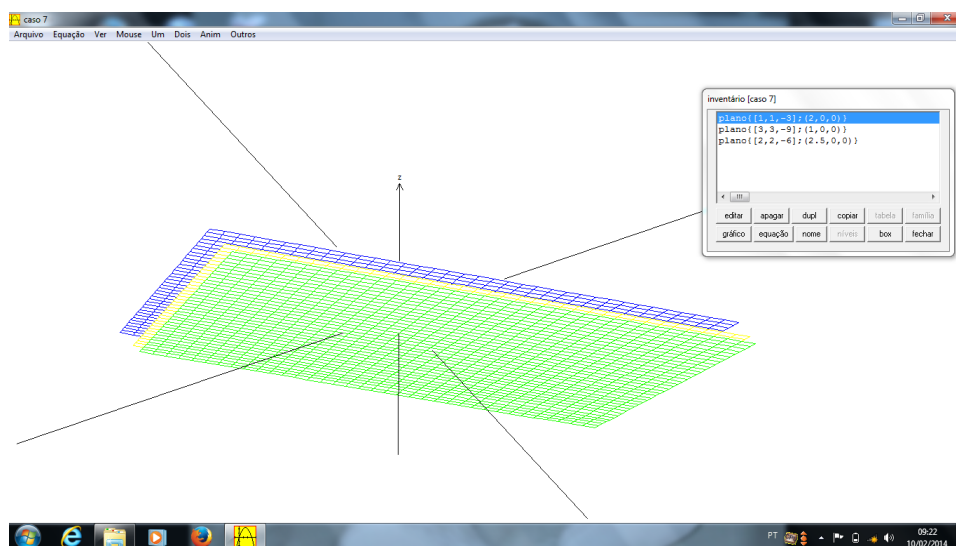 caso 7
Arquivo Equação Ver Mouse Um Dois Anim Outros
inventário [caso 7]
plano{[1,1,-3];(2,0,0)}
plano{[3,3,-9];(1,0,0)}
plano{[2,2,-6];(2.5,0,0)}
editar apagar dupl copiar tabela família
gráfico equação nome níveis box fechar
z
PT
09:22
10/02/2014